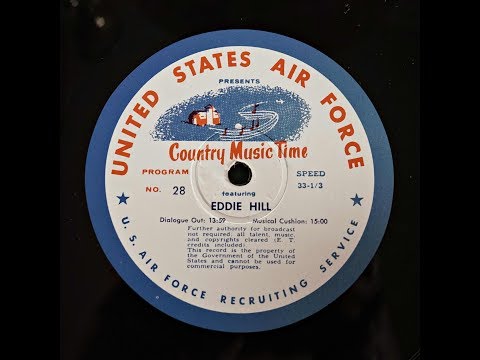 UNITED STATES AIR FORCE
PRESENTS
Country Music Time
PROGRAM
NO. 28
SPEED
33-1/3
featuring
EDDIE HILL
Dialogue Out: 13:59 Musical Cushion: 15:00
Further authority for broadcast
not required: all talent, music,
and copyrights cleared (E. T.
credits included)
This record is the property of
the Government of the United
States and cannot be used for
commercial purposes.
★ U. S. AIR FORCE RECRUITING SERVICE ★